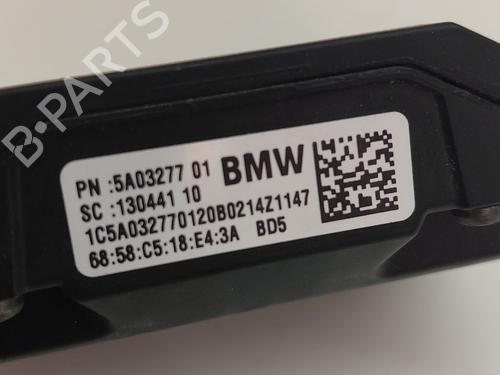 B-PARTS
PN :5A03277 01 BMW
SC :130441 10
1C5A032770120B0214Z1147
68:58:C5:18:E4:3A BD5